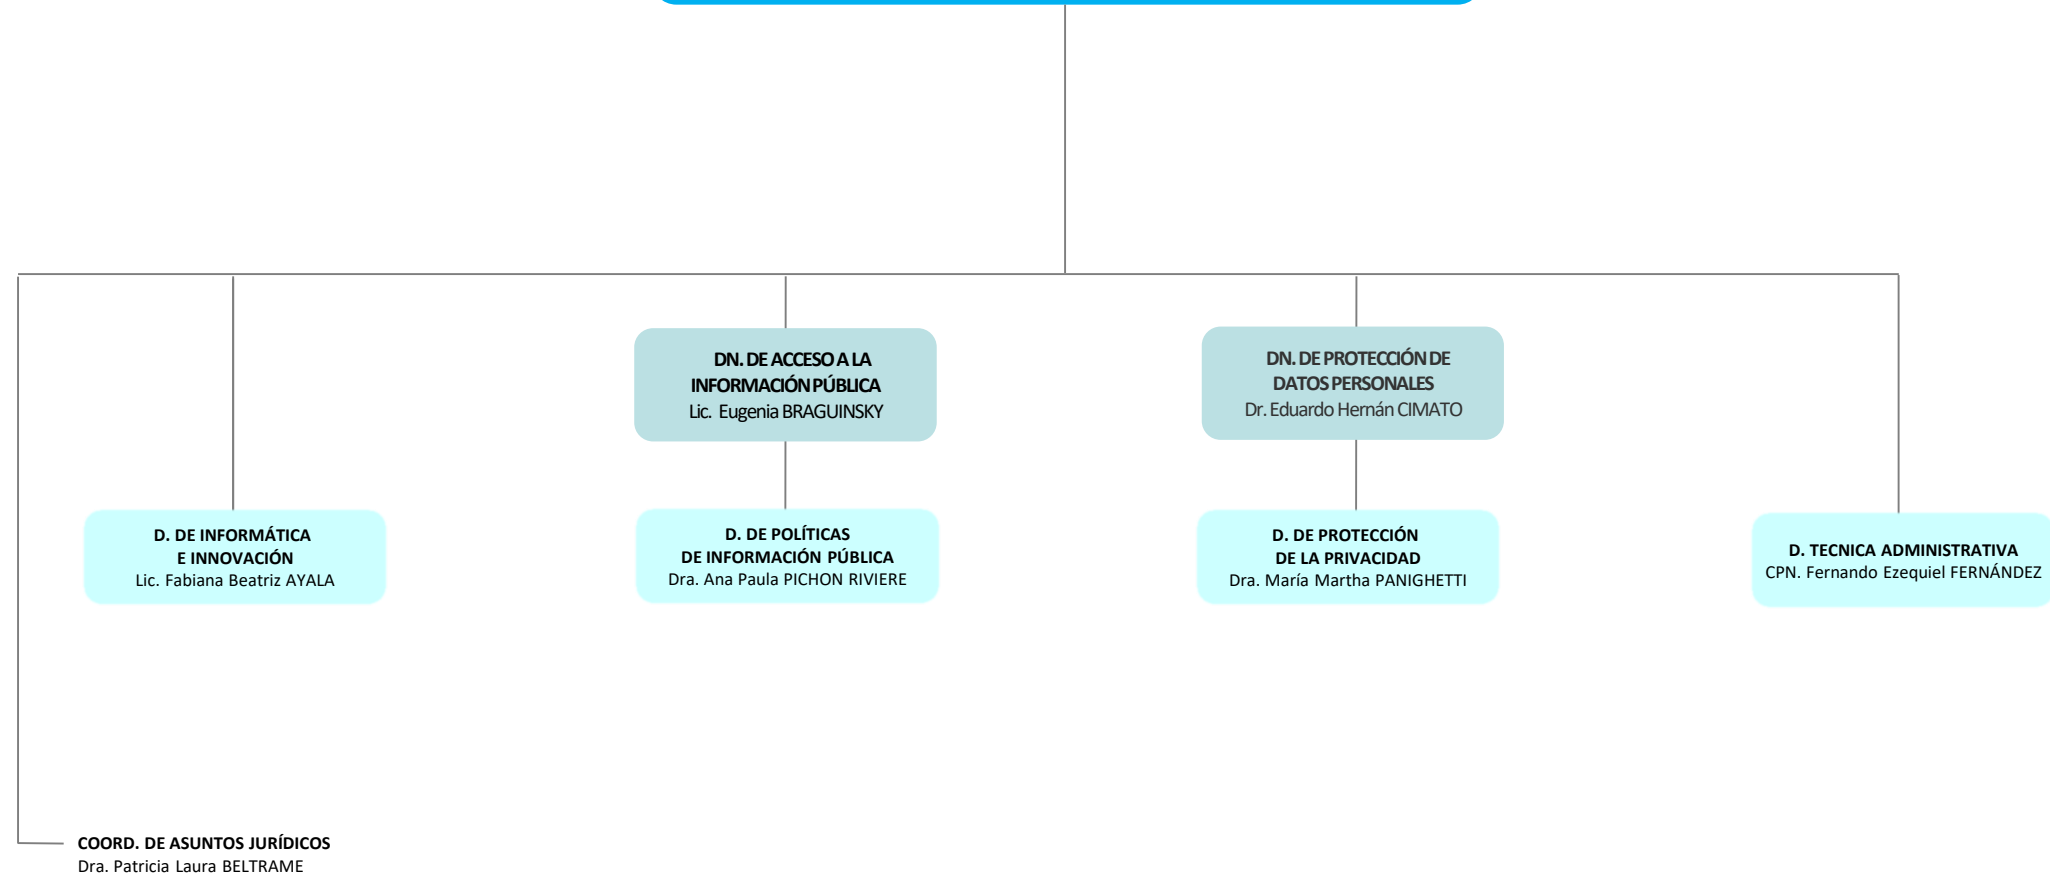 DN. DE ACCESO A LA
INFORMACIÓN PÚBLICA
Lic. Eugenia BRAGUINSKY
DN. DE PROTECCIÓN DE
DATOS PERSONALES
Dr. Eduardo Hernán CIMATO
D. DE INFORMÁTICA
E INNOVACIÓN
Lic. Fabiana Beatriz AYALA
D. DE POLÍTICAS
DE INFORMACIÓN PÚBLICA
Dra. Ana Paula PICHON RIVIERE
D. DE PROTECCIÓN
DE LA PRIVACIDAD
Dra. María Martha PANIGHETTI
D. TECNICA ADMINISTRATIVA
CPN. Fernando Ezequiel FERNÁNDEZ
COORD. DE ASUNTOS JURÍDICOS
Dra. Patricia Laura BELTRAME